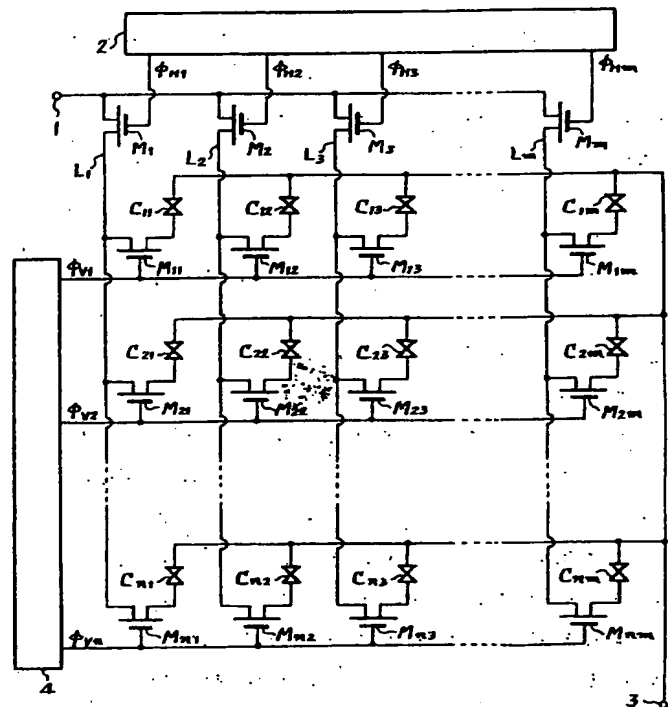 2
ΦH1 ΦH2 ΦH3 ΦHm
1
M1 M2 M3 Mm
L1 L2 L3 Lm
C11 C12 C13 C1m
ΦV1 M11 M12 M13 M1m
C21 C22 C23 C2m
ΦV2 M21 M22 M23 M2m
Cn1 Cn2 Cn3 Cnm
ΦVn Mn1 Mn2 Mn3 Mnm
4
3